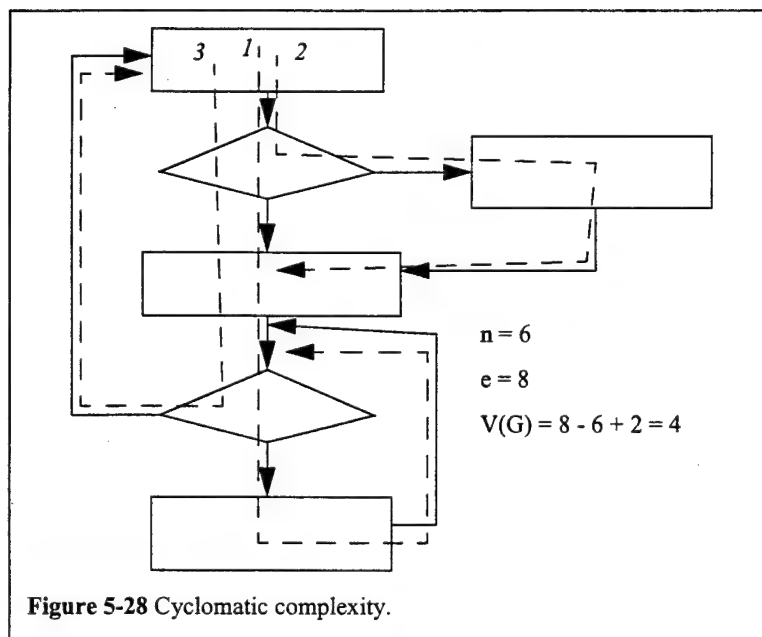 3 1 2
n = 6
e = 8
V(G) = 8 - 6 + 2 = 4
Figure 5-28 Cyclomatic complexity.